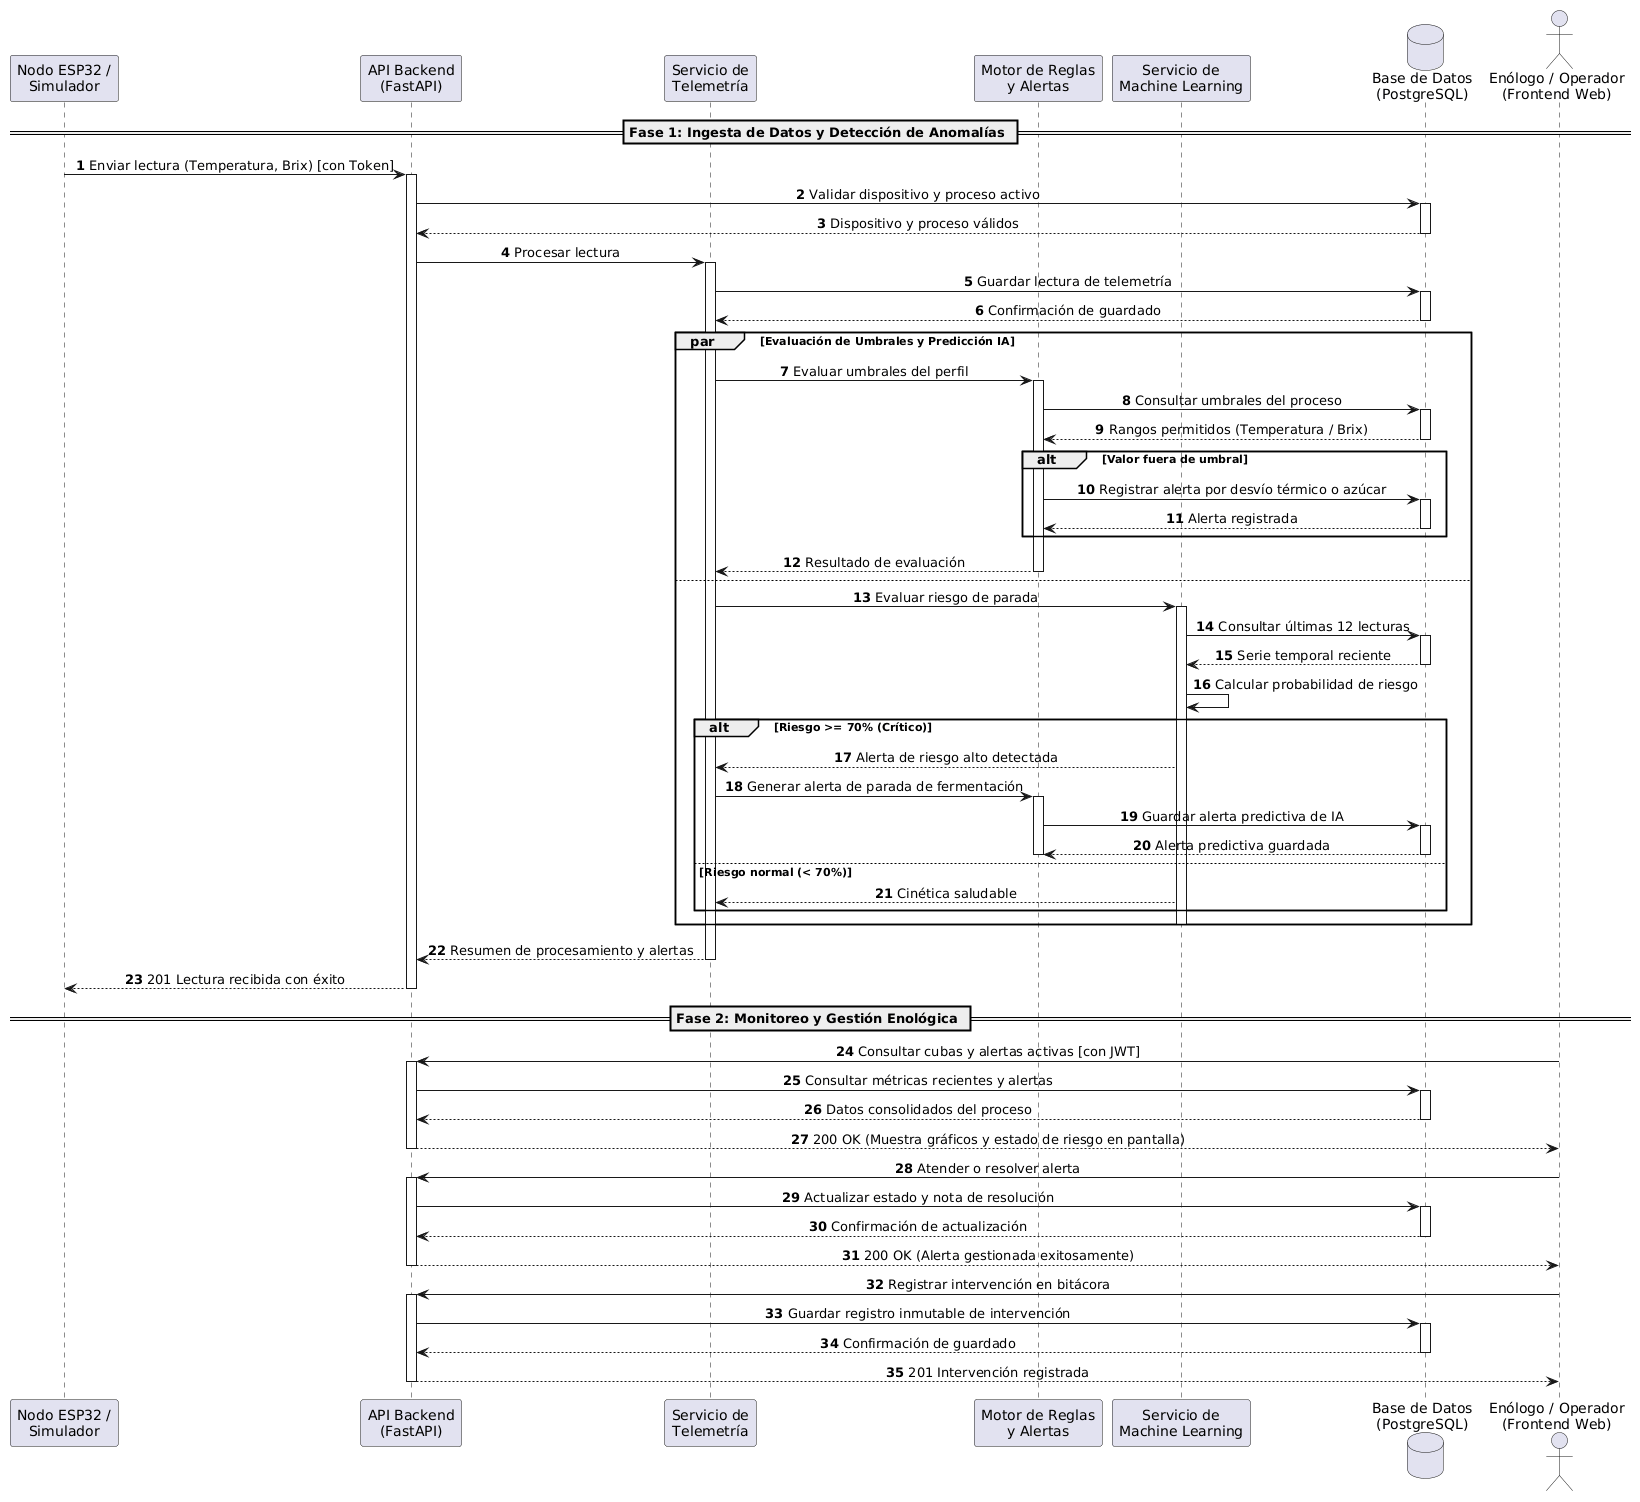 Nodo ESP32 /
Simulador
API Backend
(FastAPI)
Servicio de
Telemetría
Motor de Reglas
y Alertas
Servicio de
Machine Learning
Base de Datos
(PostgreSQL)
Enólogo / Operador
(Frontend Web)
Fase 1: Ingesta de Datos y Detección de Anomalías
1 Enviar lectura (Temperatura, Brix) [con Token]
2 Validar dispositivo y proceso activo
3 Dispositivo y proceso válidos
4 Procesar lectura
5 Guardar lectura de telemetría
6 Confirmación de guardado
par [Evaluación de Umbrales y Predicción IA]
7 Evaluar umbrales del perfil
8 Consultar umbrales del proceso
9 Rangos permitidos (Temperatura / Brix)
alt [Valor fuera de umbral]
10 Registrar alerta por desvío térmico o azúcar
11 Alerta registrada
12 Resultado de evaluación
13 Evaluar riesgo de parada
14 Consultar últimas 12 lecturas
15 Serie temporal reciente
16 Calcular probabilidad de riesgo
alt [Riesgo >= 70% (Crítico)]
17 Alerta de riesgo alto detectada
18 Generar alerta de parada de fermentación
19 Guardar alerta predictiva de IA
20 Alerta predictiva guardada
[Riesgo normal (< 70%)]
21 Cinética saludable
22 Resumen de procesamiento y alertas
23 201 Lectura recibida con éxito
Fase 2: Monitoreo y Gestión Enológica
24 Consultar cubas y alertas activas [con JWT]
25 Consultar métricas recientes y alertas
26 Datos consolidados del proceso
27 200 OK (Muestra gráficos y estado de riesgo en pantalla)
28 Atender o resolver alerta
29 Actualizar estado y nota de resolución
30 Confirmación de actualización
31 200 OK (Alerta gestionada exitosamente)
32 Registrar intervención en bitácora
33 Guardar registro inmutable de intervención
34 Confirmación de guardado
35 201 Intervención registrada
Nodo ESP32 /
Simulador
API Backend
(FastAPI)
Servicio de
Telemetría
Motor de Reglas
y Alertas
Servicio de
Machine Learning
Base de Datos
(PostgreSQL)
Enólogo / Operador
(Frontend Web)